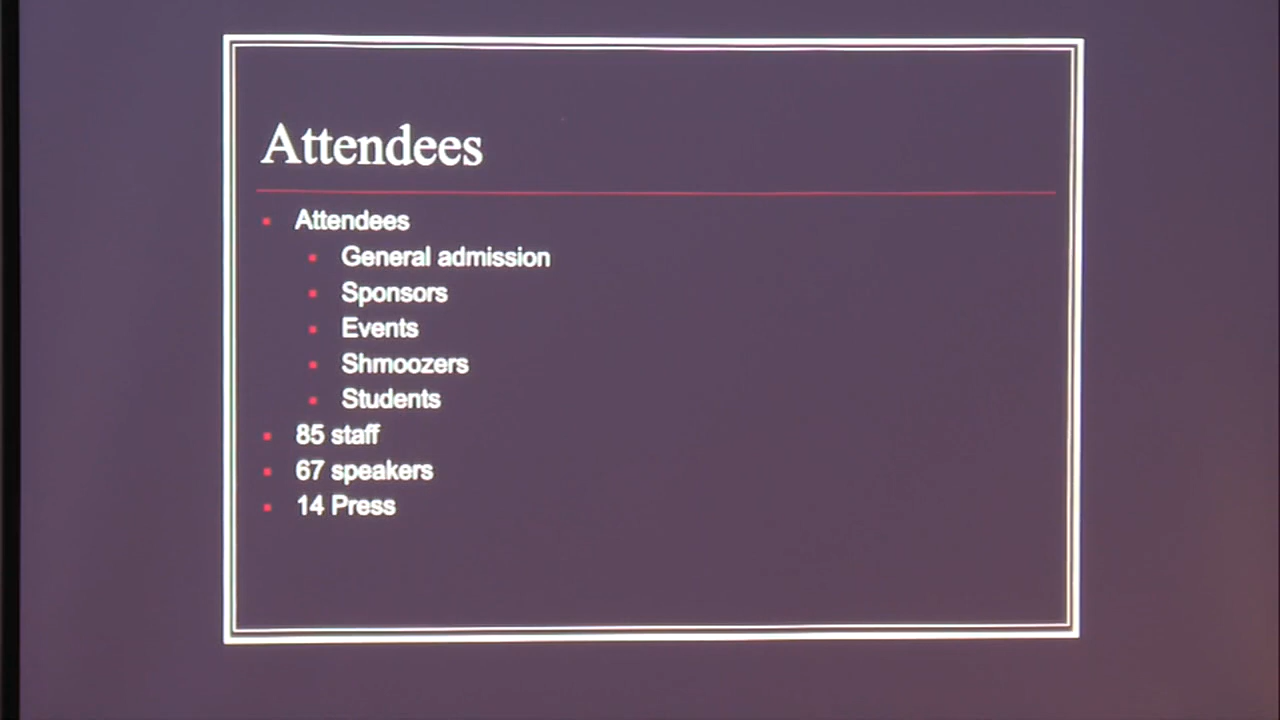 Attendees
Attendees
General admission
Sponsors
Events
Shmoozers
Students
85 staff
67 speakers
14 Press